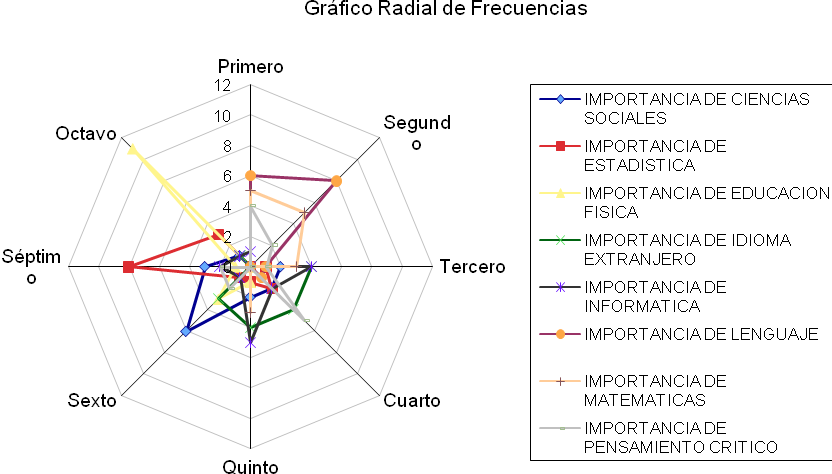 Gráfico Radial de Frecuencias
Primero
12
10
8
6
4
2
0
Segund
o
Tercero
Cuarto
Quinto
Sexto
Séptim
o
Octavo
IMPORTANCIA DE CIENCIAS
SOCIALES
IMPORTANCIA DE
ESTADISTICA
IMPORTANCIA DE EDUCACION
FISICA
IMPORTANCIA DE IDIOMA
EXTRANJERO
IMPORTANCIA DE
INFORMATICA
IMPORTANCIA DE LENGUAJE
IMPORTANCIA DE
MATEMATICAS
IMPORTANCIA DE
PENSAMIENTO CRITICO